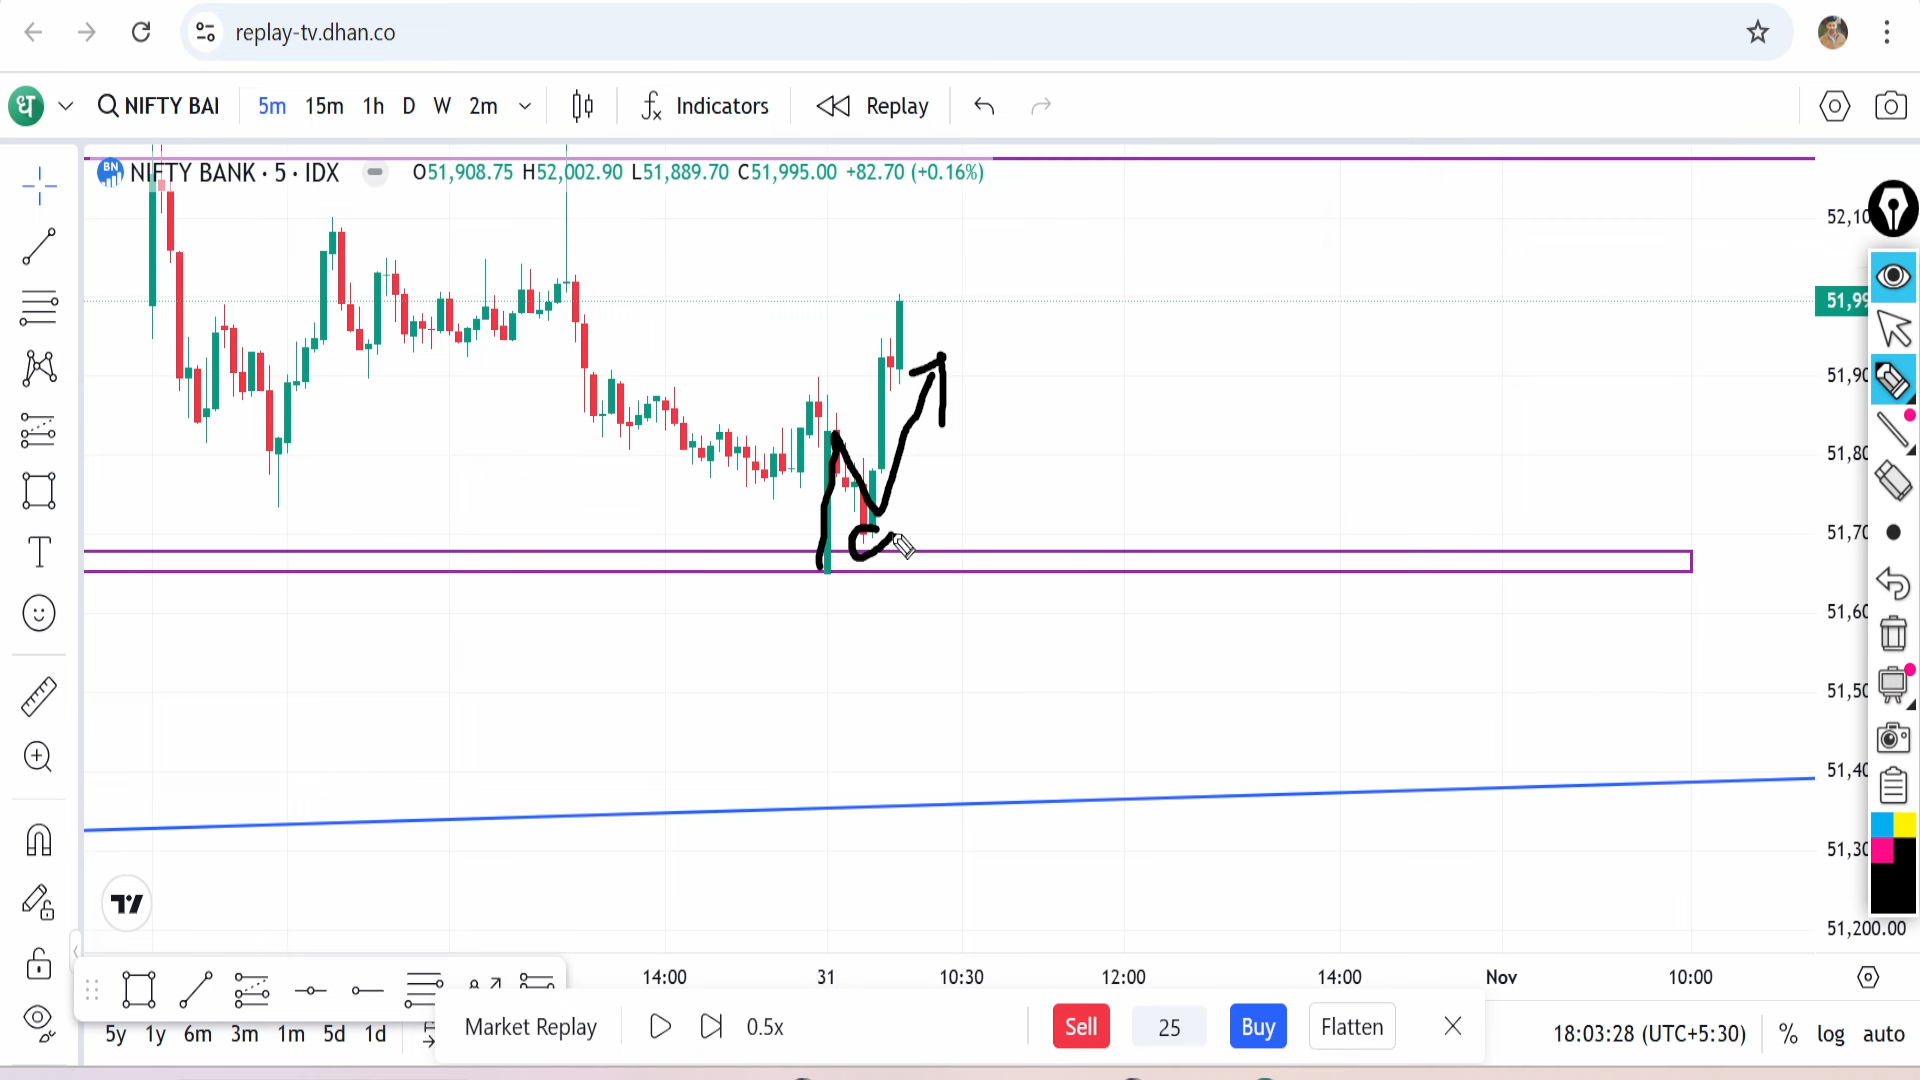 replay-tv.dhan.co
ध NIFTY BAI 5m 15m 1h D W 2m Indicators Replay
BN NIFTY BANK · 5 · IDX O51,908.75 H52,002.90 L51,889.70 C51,995.00 +82.70 (+0.16%)
52,10
51,99
51,90
51,80
51,70
51,60
51,50
51,40
51,30
51,200.00
14:00 31 10:30 12:00 14:00 Nov 10:00
Market Replay 0.5x Sell 25 Buy Flatten
5y 1y 6m 3m 1m 5d 1d 18:03:28 (UTC+5:30) % log auto